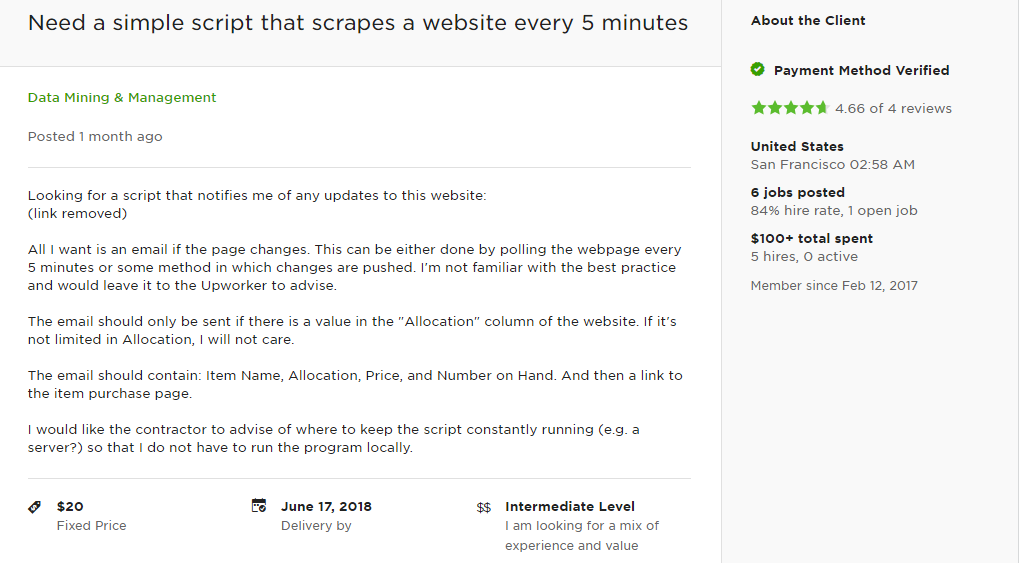 Need a simple script that scrapes a website every 5 minutes
Data Mining & Management
Posted 1 month ago
Looking for a script that notifies me of any updates to this website:
(link removed)
All I want is an email if the page changes. This can be either done by polling the webpage every
5 minutes or some method in which changes are pushed. I'm not familiar with the best practice
and would leave it to the Upworker to advise.
The email should only be sent if there is a value in the "Allocation" column of the website. If it's
not limited in Allocation, I will not care.
The email should contain: Item Name, Allocation, Price, and Number on Hand. And then a link to
the item purchase page.
I would like the contractor to advise of where to keep the script constantly running (e.g. a
server?) so that I do not have to run the program locally.
$20
Fixed Price
June 17, 2018
Delivery by
$$ Intermediate Level
I am looking for a mix of
experience and value
About the Client
Payment Method Verified
4.66 of 4 reviews
United States
San Francisco 02:58 AM
6 jobs posted
84% hire rate, 1 open job
$100+ total spent
5 hires, 0 active
Member since Feb 12, 2017